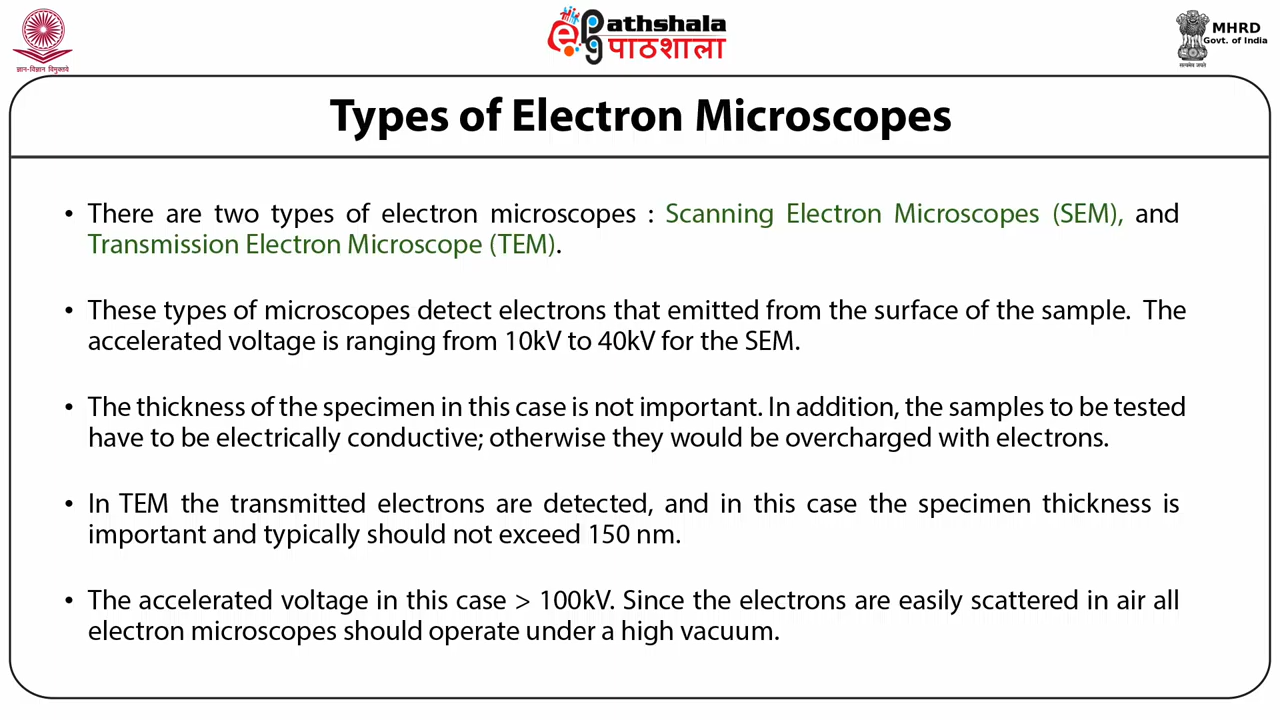 ज्ञान-विज्ञान विमुक्तये
epg
athshala
पाठशाला
MHRD
Govt. of India
सत्यमेव जयते
Types of Electron Microscopes
• There are two types of electron microscopes : Scanning Electron Microscopes (SEM), and
Transmission Electron Microscope (TEM).
• These types of microscopes detect electrons that emitted from the surface of the sample. The
accelerated voltage is ranging from 10kV to 40kV for the SEM.
• The thickness of the specimen in this case is not important. In addition, the samples to be tested
have to be electrically conductive; otherwise they would be overcharged with electrons.
• In TEM the transmitted electrons are detected, and in this case the specimen thickness is
important and typically should not exceed 150 nm.
• The accelerated voltage in this case > 100kV. Since the electrons are easily scattered in air all
electron microscopes should operate under a high vacuum.